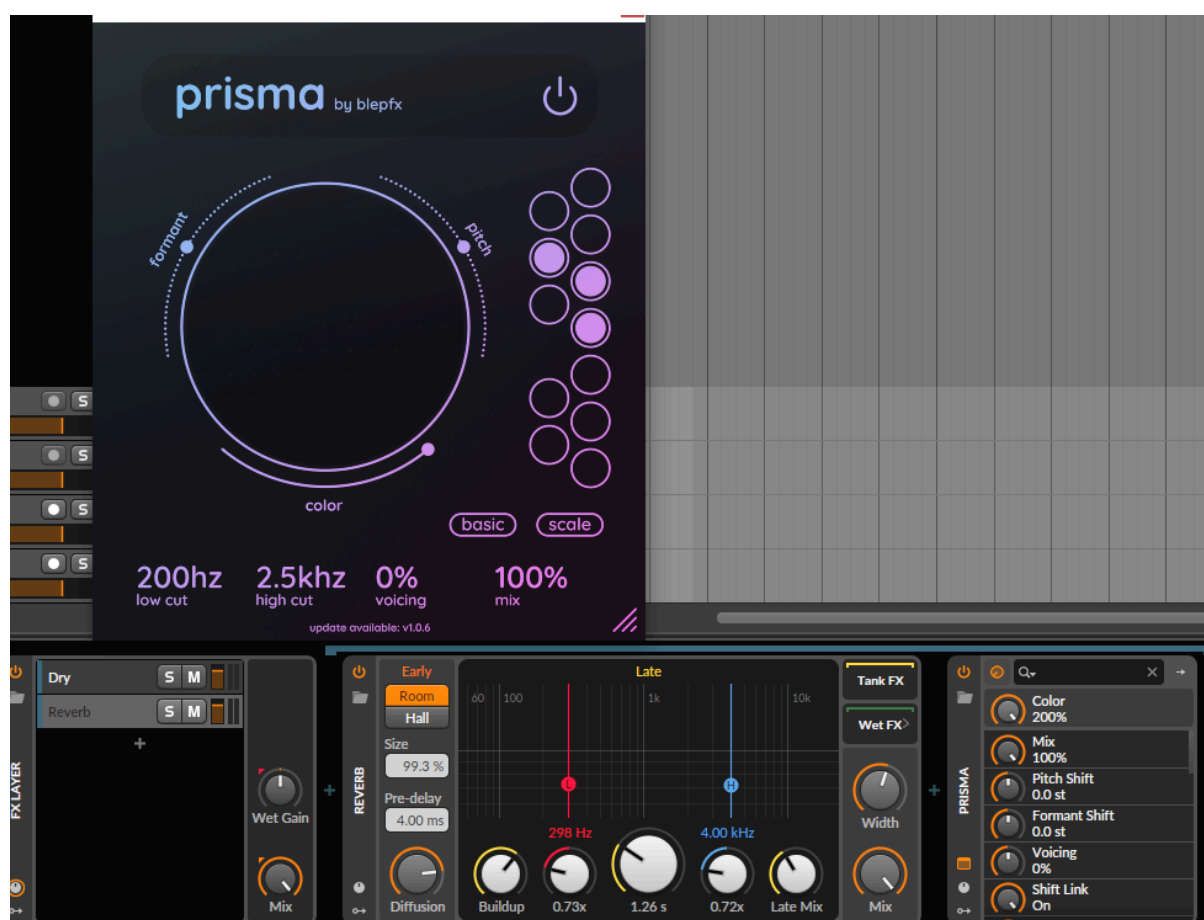 prisma by blepfx
formant
pitch
color
basic
scale
200hz
low cut
2.5khz
high cut
0%
voicing
100%
mix
update available: v1.0.6
S
S
S
S
FX LAYER
Dry
S M
Reverb
S M
+
Wet Gain
Mix
+
REVERB
Early
Room
Hall
Size
99.3 %
Pre-delay
4.00 ms
Diffusion
Late
60 100 1k 10k
L
H
298 Hz
4.00 kHz
Buildup
0.73x
1.26 s
0.72x
Late Mix
Tank FX
Wet FX
Width
Mix
+
PRISMA
Color
200%
Mix
100%
Pitch Shift
0.0 st
Formant Shift
0.0 st
Voicing
0%
Shift Link
On